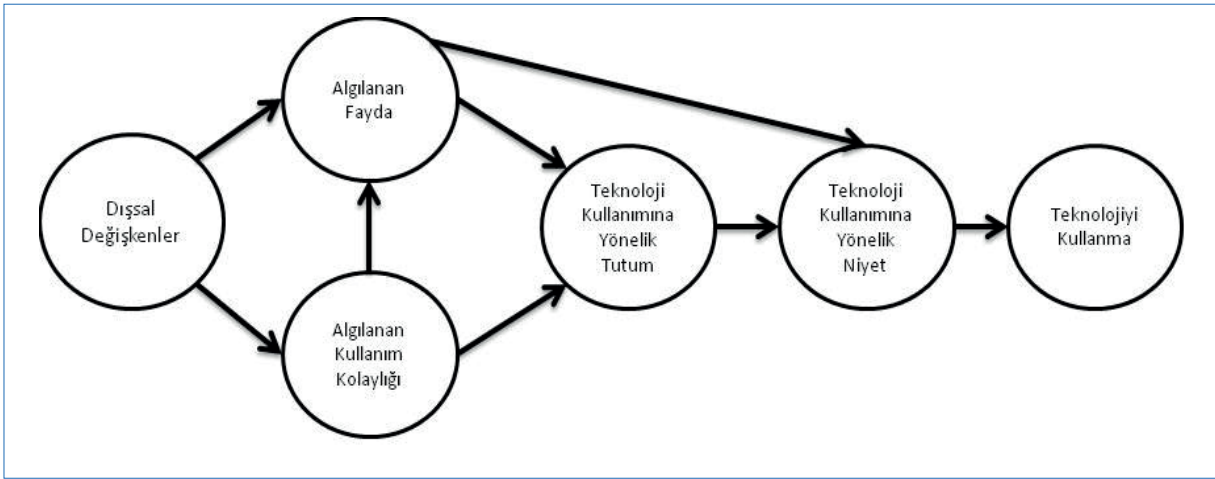 Algılanan
Fayda
Dışsal
Değişkenler
Algılanan
Kullanım
Kolaylığı
Teknoloji
Kullanımına
Yönelik
Tutum
Teknoloji
Kullanımına
Yönelik
Niyet
Teknolojiyi
Kullanma